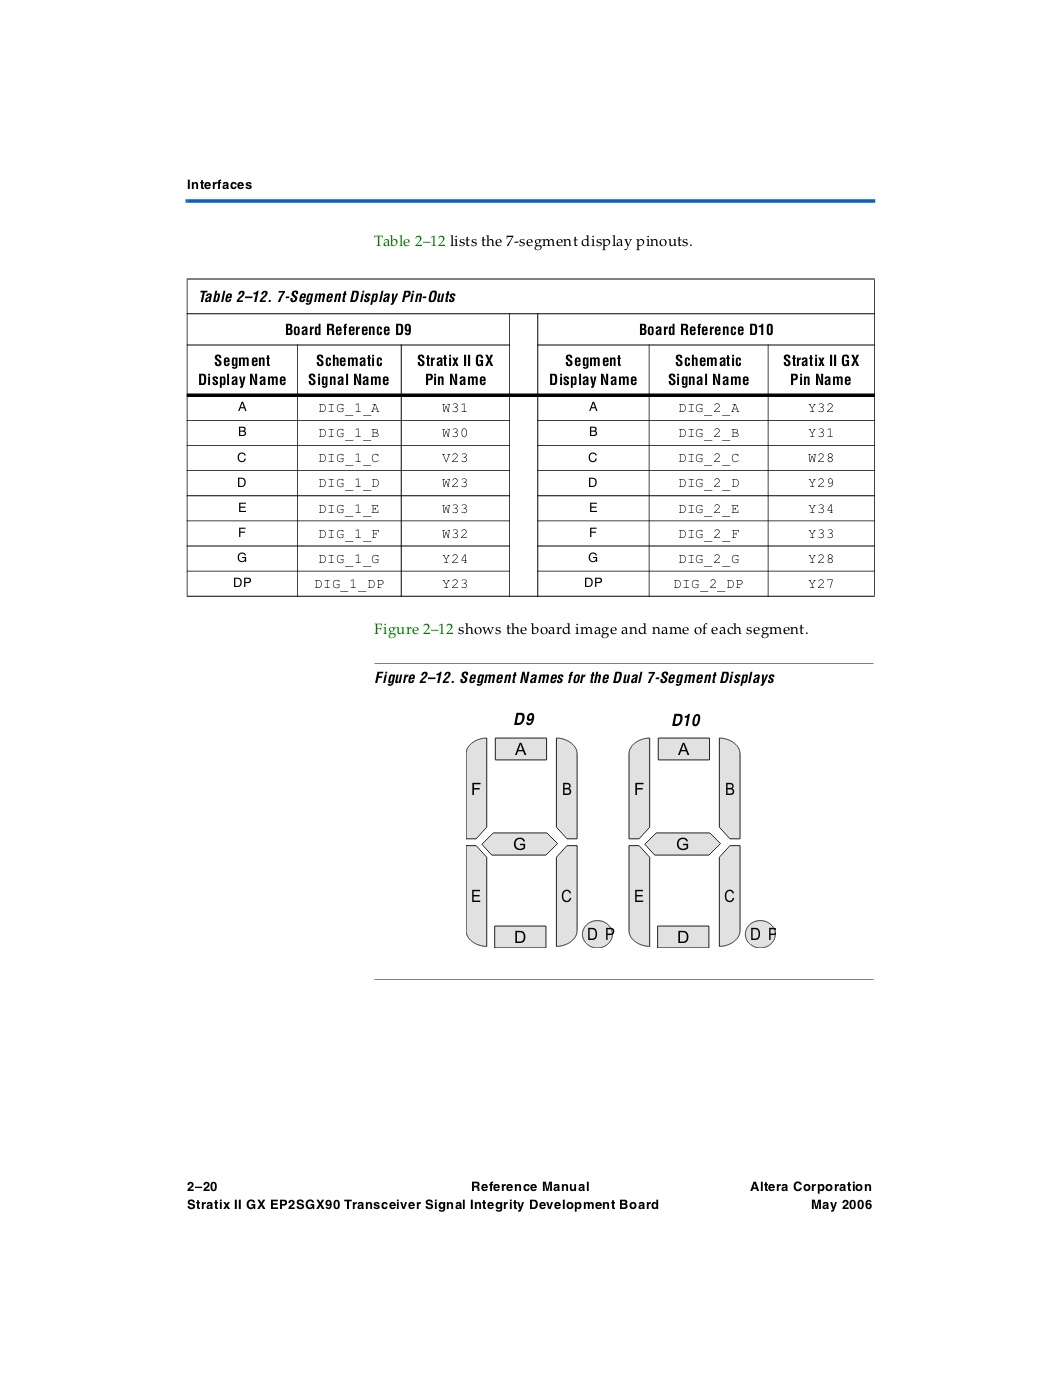 Interfaces
Table 2–12 lists the 7-segment display pinouts.
Table 2–12. 7-Segment Display Pin-Outs
Board Reference D9 Board Reference D10
Segment Display Name Schematic Signal Name Stratix II GX Pin Name Segment Display Name Schematic Signal Name Stratix II GX Pin Name
A DIG_1_A W31 A DIG_2_A Y32
B DIG_1_B W30 B DIG_2_B Y31
C DIG_1_C V23 C DIG_2_C W28
D DIG_1_D W23 D DIG_2_D Y29
E DIG_1_E W33 E DIG_2_E Y34
F DIG_1_F W32 F DIG_2_F Y33
G DIG_1_G Y24 G DIG_2_G Y28
DP DIG_1_DP Y23 DP DIG_2_DP Y27
Figure 2–12 shows the board image and name of each segment.
Figure 2–12. Segment Names for the Dual 7-Segment Displays
D9 D10
A A
F B F B
G G
E C E C
D D P D D P
2–20 Reference Manual Altera Corporation
Stratix II GX EP2SGX90 Transceiver Signal Integrity Development Board May 2006